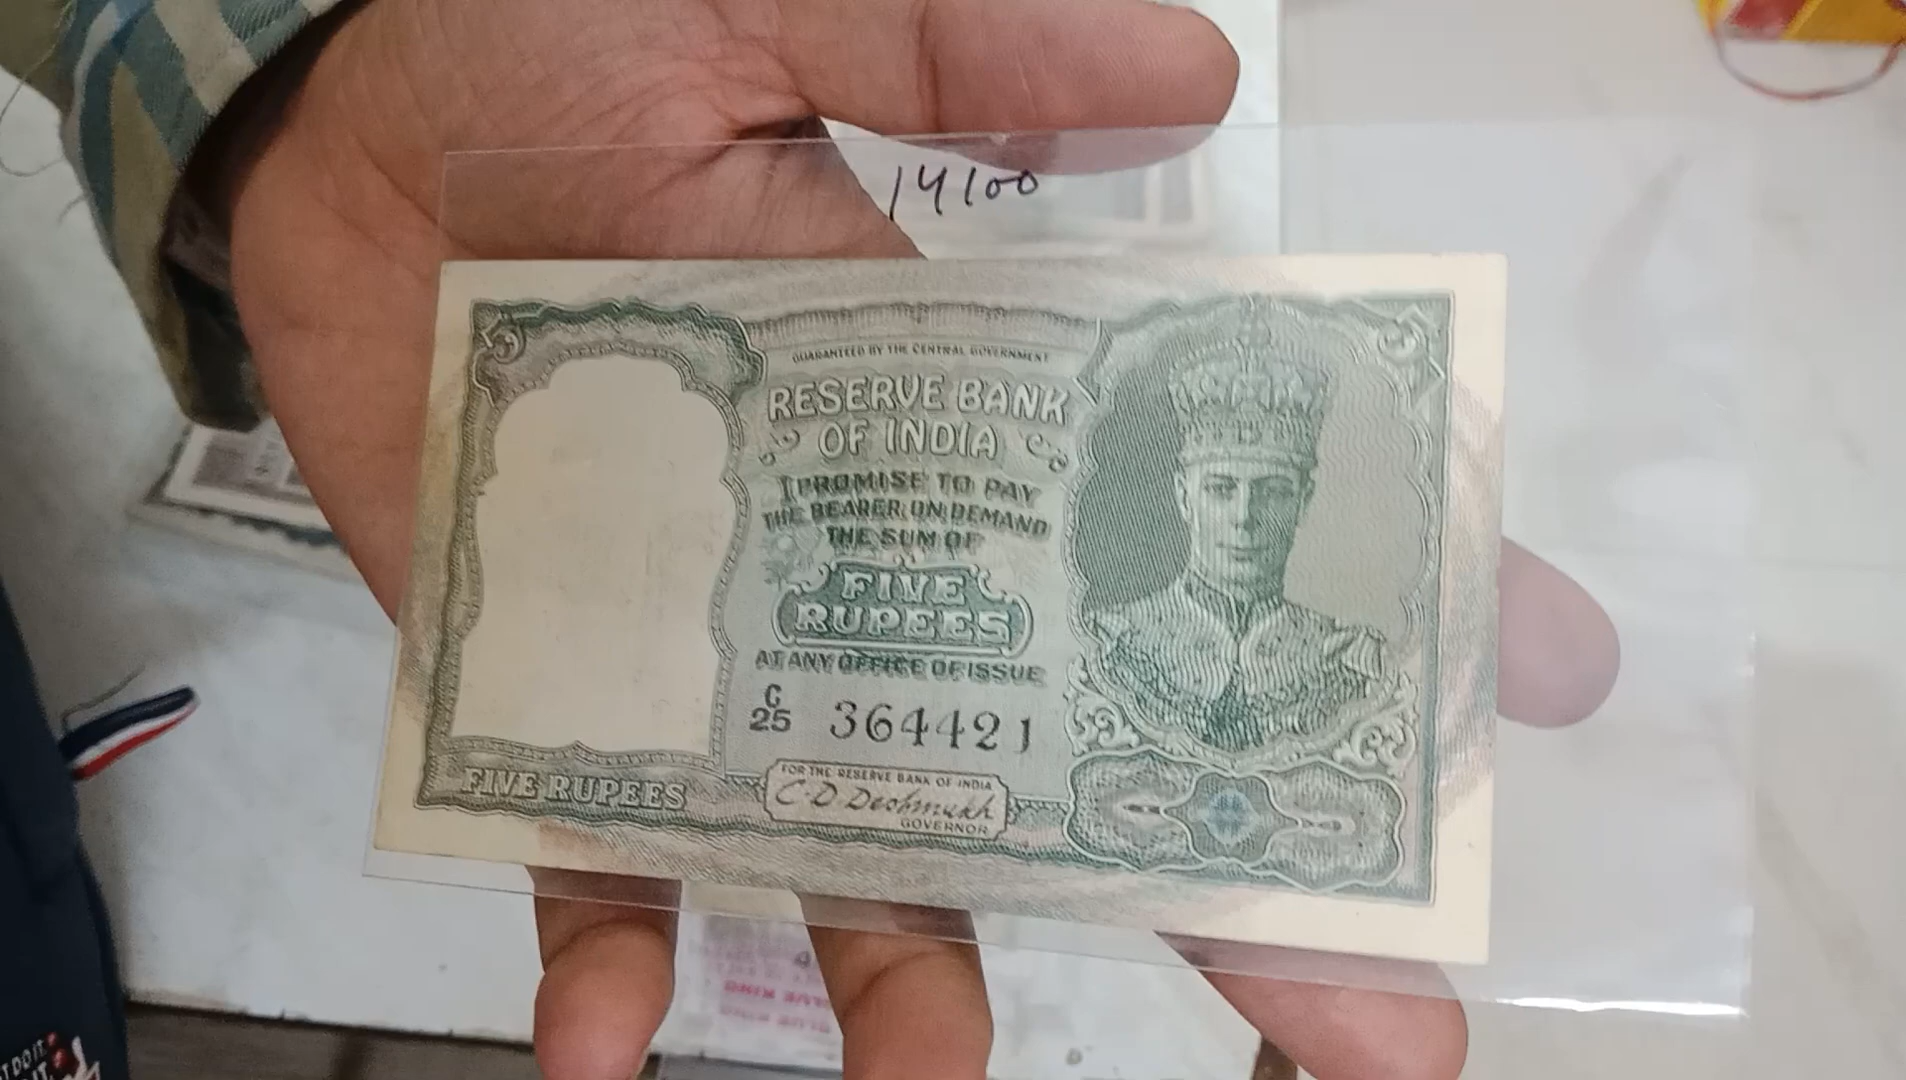 14100
5
5
GUARANTEED BY THE CENTRAL GOVERNMENT
RESERVE BANK
OF INDIA
I PROMISE TO PAY
THE BEARER ON DEMAND
THE SUM OF
FIVE
RUPEES
AT ANY OFFICE OF ISSUE
C
25 364421
FOR THE RESERVE BANK OF INDIA
C.D Deshmukh
GOVERNOR
FIVE RUPEES